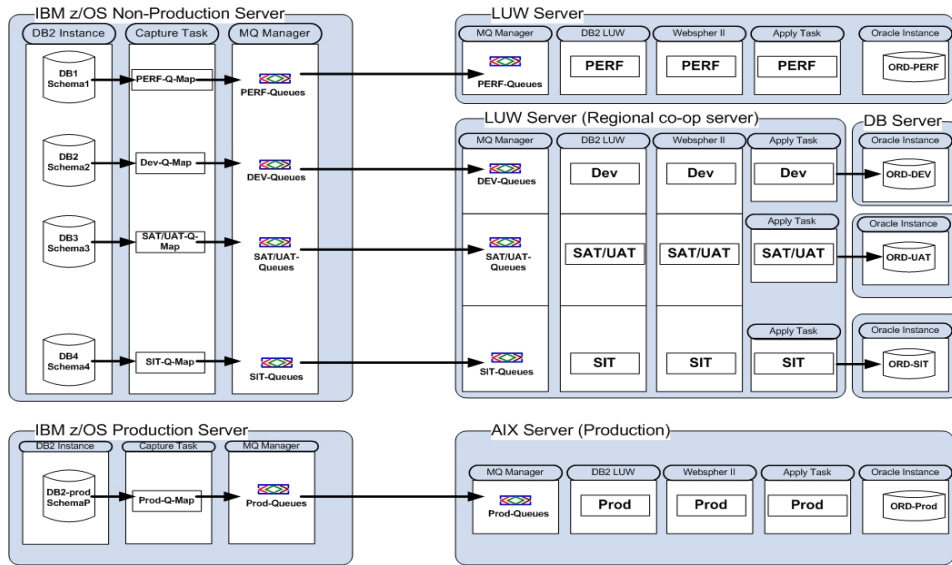 IBM z/OS Non-Production Server
DB2 Instance
Capture Task
MQ Manager
DB1
Schema1
PERF-Q-Map
PERF-Queues
DB2
Schema2
Dev-Q-Map
DEV-Queues
DB3
Schema3
SAT/UAT-Q-
Map
SAT/UAT-
Queues
DB4
Schema4
SIT-Q-Map
SIT-Queues
LUW Server
MQ Manager
DB2 LUW
Webspher II
Apply Task
Oracle Instance
PERF-Queues
PERF
PERF
PERF
ORD-PERF
LUW Server (Regional co-op server)
DB Server
MQ Manager
DB2 LUW
Webspher II
Apply Task
Oracle Instance
DEV-Queues
Dev
Dev
Dev
ORD-DEV
Apply Task
Oracle Instance
SAT/UAT-
Queues
SAT/UAT
SAT/UAT
SAT/UAT
ORD-UAT
Apply Task
Oracle Instance
SIT-Queues
SIT
SIT
SIT
ORD-SIT
IBM z/OS Production Server
DB2 Instance
Capture Task
MQ Manager
DB2-prod
SchemaP
Prod-Q-Map
Prod-Queues
AIX Server (Production)
MQ Manager
DB2 LUW
Webspher II
Apply Task
Oracle Instance
Prod-Queues
Prod
Prod
Prod
ORD-Prod